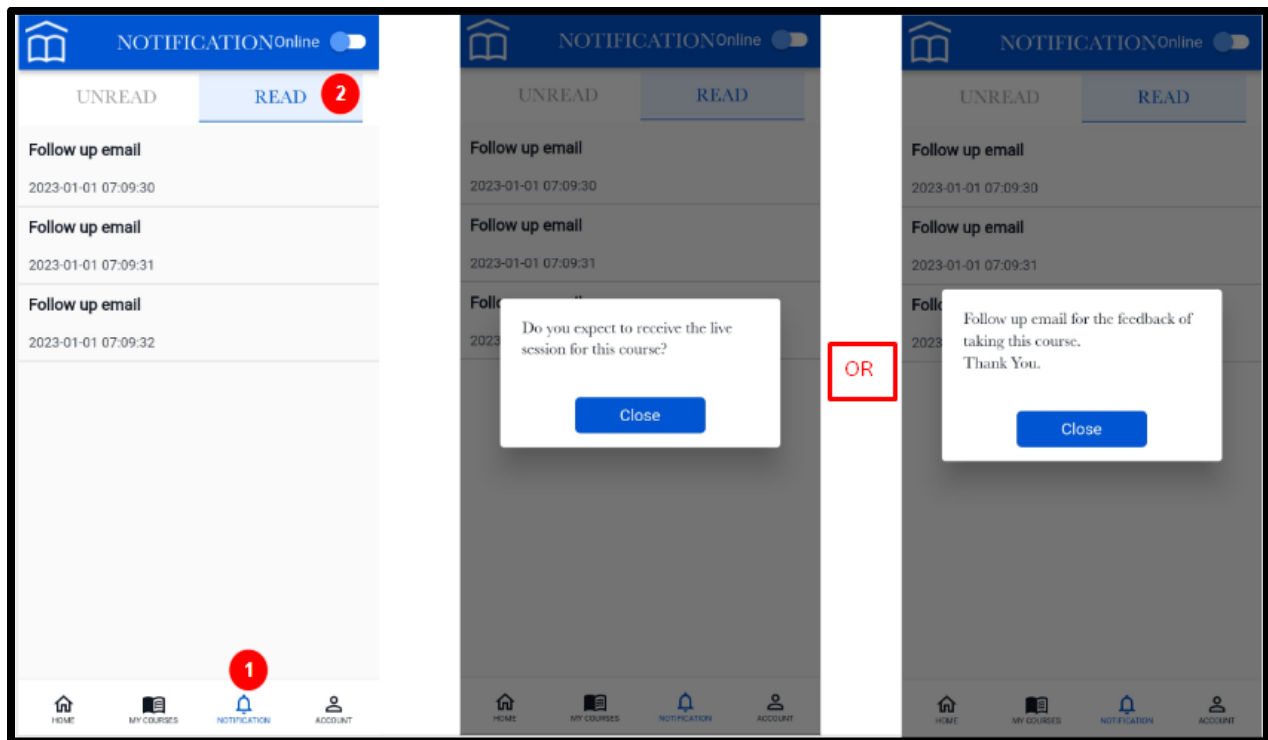 NOTIFICATION Online
UNREAD READ 2
Follow up email
2023-01-01 07:09:30
Follow up email
2023-01-01 07:09:31
Follow up email
2023-01-01 07:09:32
1
HOME MY COURSES NOTIFICATION ACCOUNT
NOTIFICATION Online
UNREAD READ
Follow up email
2023-01-01 07:09:30
Follow up email
2023-01-01 07:09:31
Do you expect to receive the live
session for this course?
Close
HOME MY COURSES NOTIFICATION ACCOUNT
OR
NOTIFICATION Online
UNREAD READ
Follow up email
2023-01-01 07:09:30
Follow up email
2023-01-01 07:09:31
2023
Follow up email for the feedback of
taking this course.
Thank You.
Close
HOME MY COURSES NOTIFICATION ACCOUNT